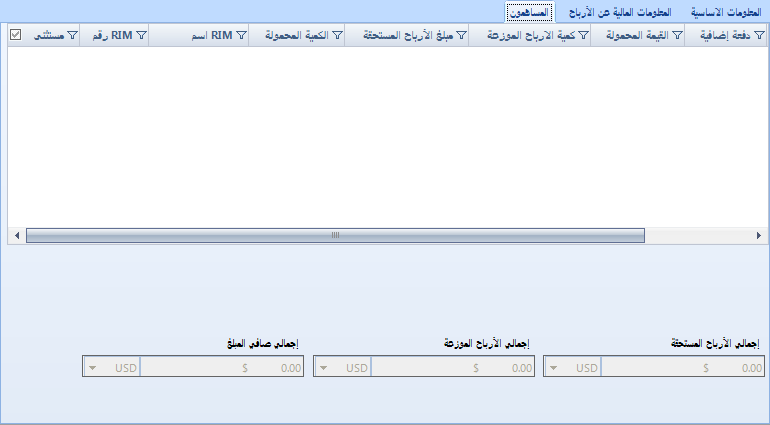 المعلومات الاساسية المعلومات المالية عن الأرباح المساهمون
دفعة إضافية القيمة المحمولة كمية الارباح الموزعة مبلغ الأرباح المستحقة الكمية المحمولة RIM اسم RIM رقم مستثنى
إجمالي الأرباح المستحقة إجمالي الأرباح الموزعة إجمالي صافي المبلغ
USD $ 0.00 USD $ 0.00 USD $ 0.00